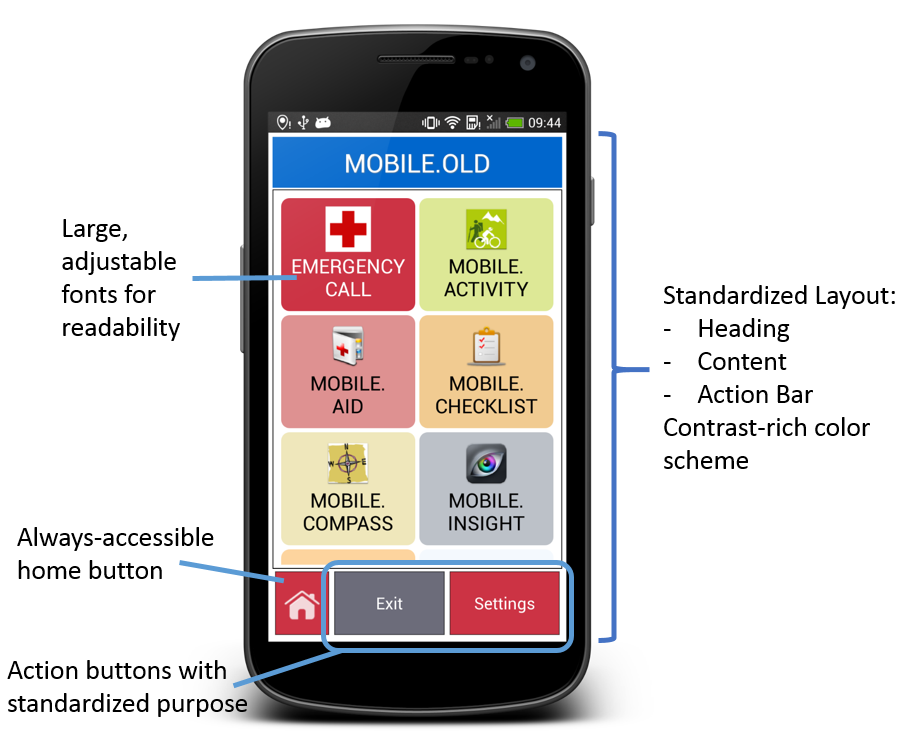 09:44
MOBILE.OLD
Large,
adjustable
fonts for
readability
EMERGENCY
CALL
MOBILE.
ACTIVITY
MOBILE.
AID
MOBILE.
CHECKLIST
W N E
S
MOBILE.
COMPASS
MOBILE.
INSIGHT
Standardized Layout:
- Heading
- Content
- Action Bar
Contrast-rich color
scheme
Always-accessible
home button
Exit
Settings
Action buttons with
standardized purpose